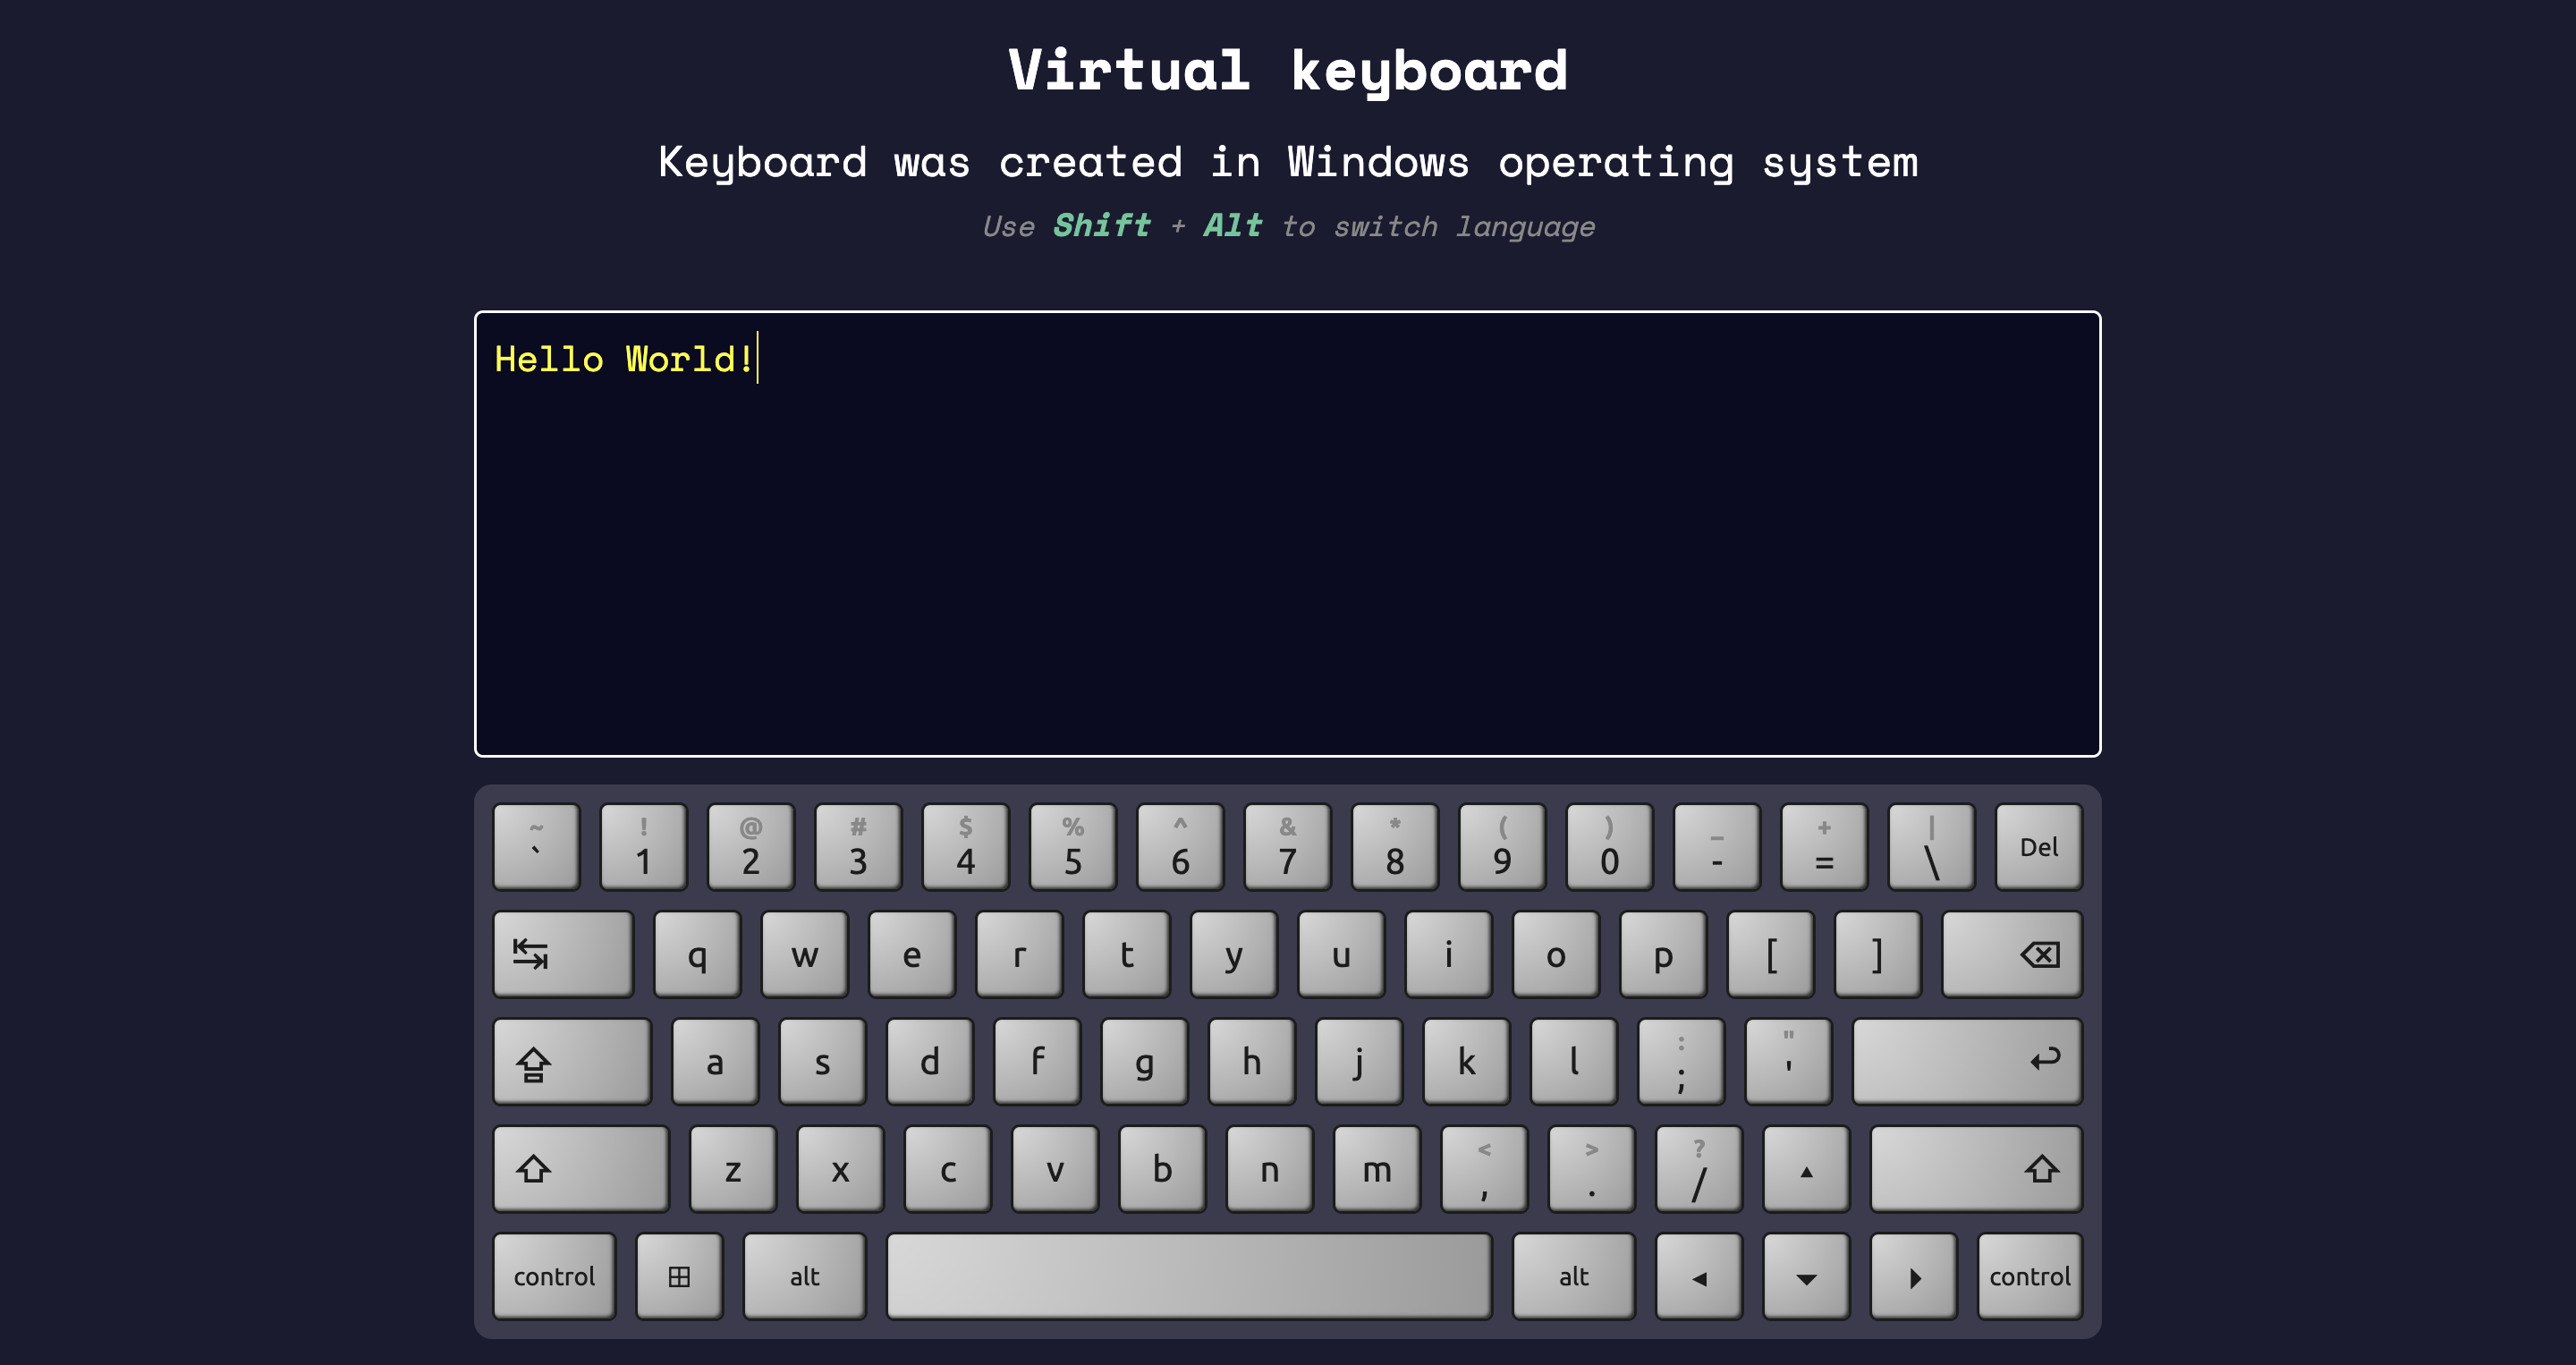 Virtual keyboard
Keyboard was created in Windows operating system
Use Shift + Alt to switch language
Hello World!
~ ! @ # $ % ^ & * ( ) _ + |
` 1 2 3 4 5 6 7 8 9 0 - = \ Del
q w e r t y u i o p [ ]
: "
a s d f g h j k l ; '
< > ?
z x c v b n m , . /
control alt alt control